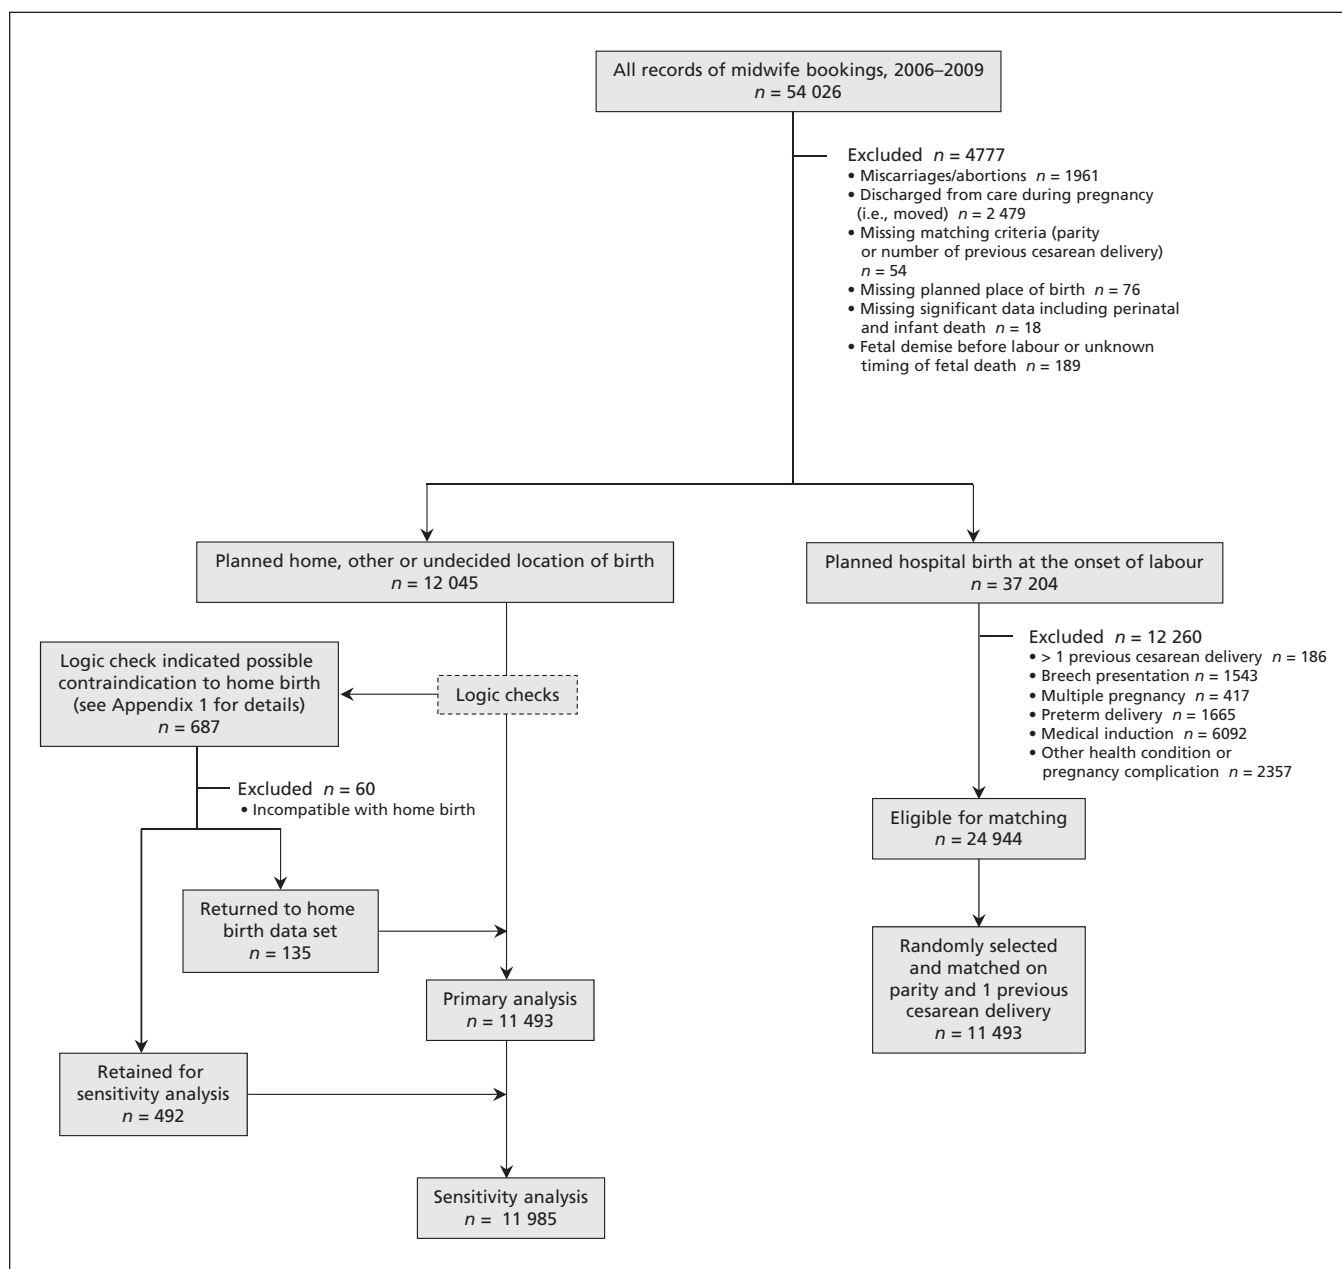 All records of midwife bookings, 2006–2009
n = 54 026
Excluded n = 4777
• Miscarriages/abortions n = 1961
• Discharged from care during pregnancy
(i.e., moved) n = 2 479
• Missing matching criteria (parity
or number of previous cesarean delivery)
n = 54
• Missing planned place of birth n = 76
• Missing significant data including perinatal
and infant death n = 18
• Fetal demise before labour or unknown
timing of fetal death n = 189
Planned home, other or undecided location of birth
n = 12 045
Planned hospital birth at the onset of labour
n = 37 204
Logic check indicated possible
contraindication to home birth
(see Appendix 1 for details)
n = 687
Logic checks
Excluded n = 12 260
• > 1 previous cesarean delivery n = 186
• Breech presentation n = 1543
• Multiple pregnancy n = 417
• Preterm delivery n = 1665
• Medical induction n = 6092
• Other health condition or
pregnancy complication n = 2357
Excluded n = 60
• Incompatible with home birth
Eligible for matching
n = 24 944
Returned to home
birth data set
n = 135
Randomly selected
and matched on
parity and 1 previous
cesarean delivery
n = 11 493
Primary analysis
n = 11 493
Retained for
sensitivity analysis
n = 492
Sensitivity analysis
n = 11 985